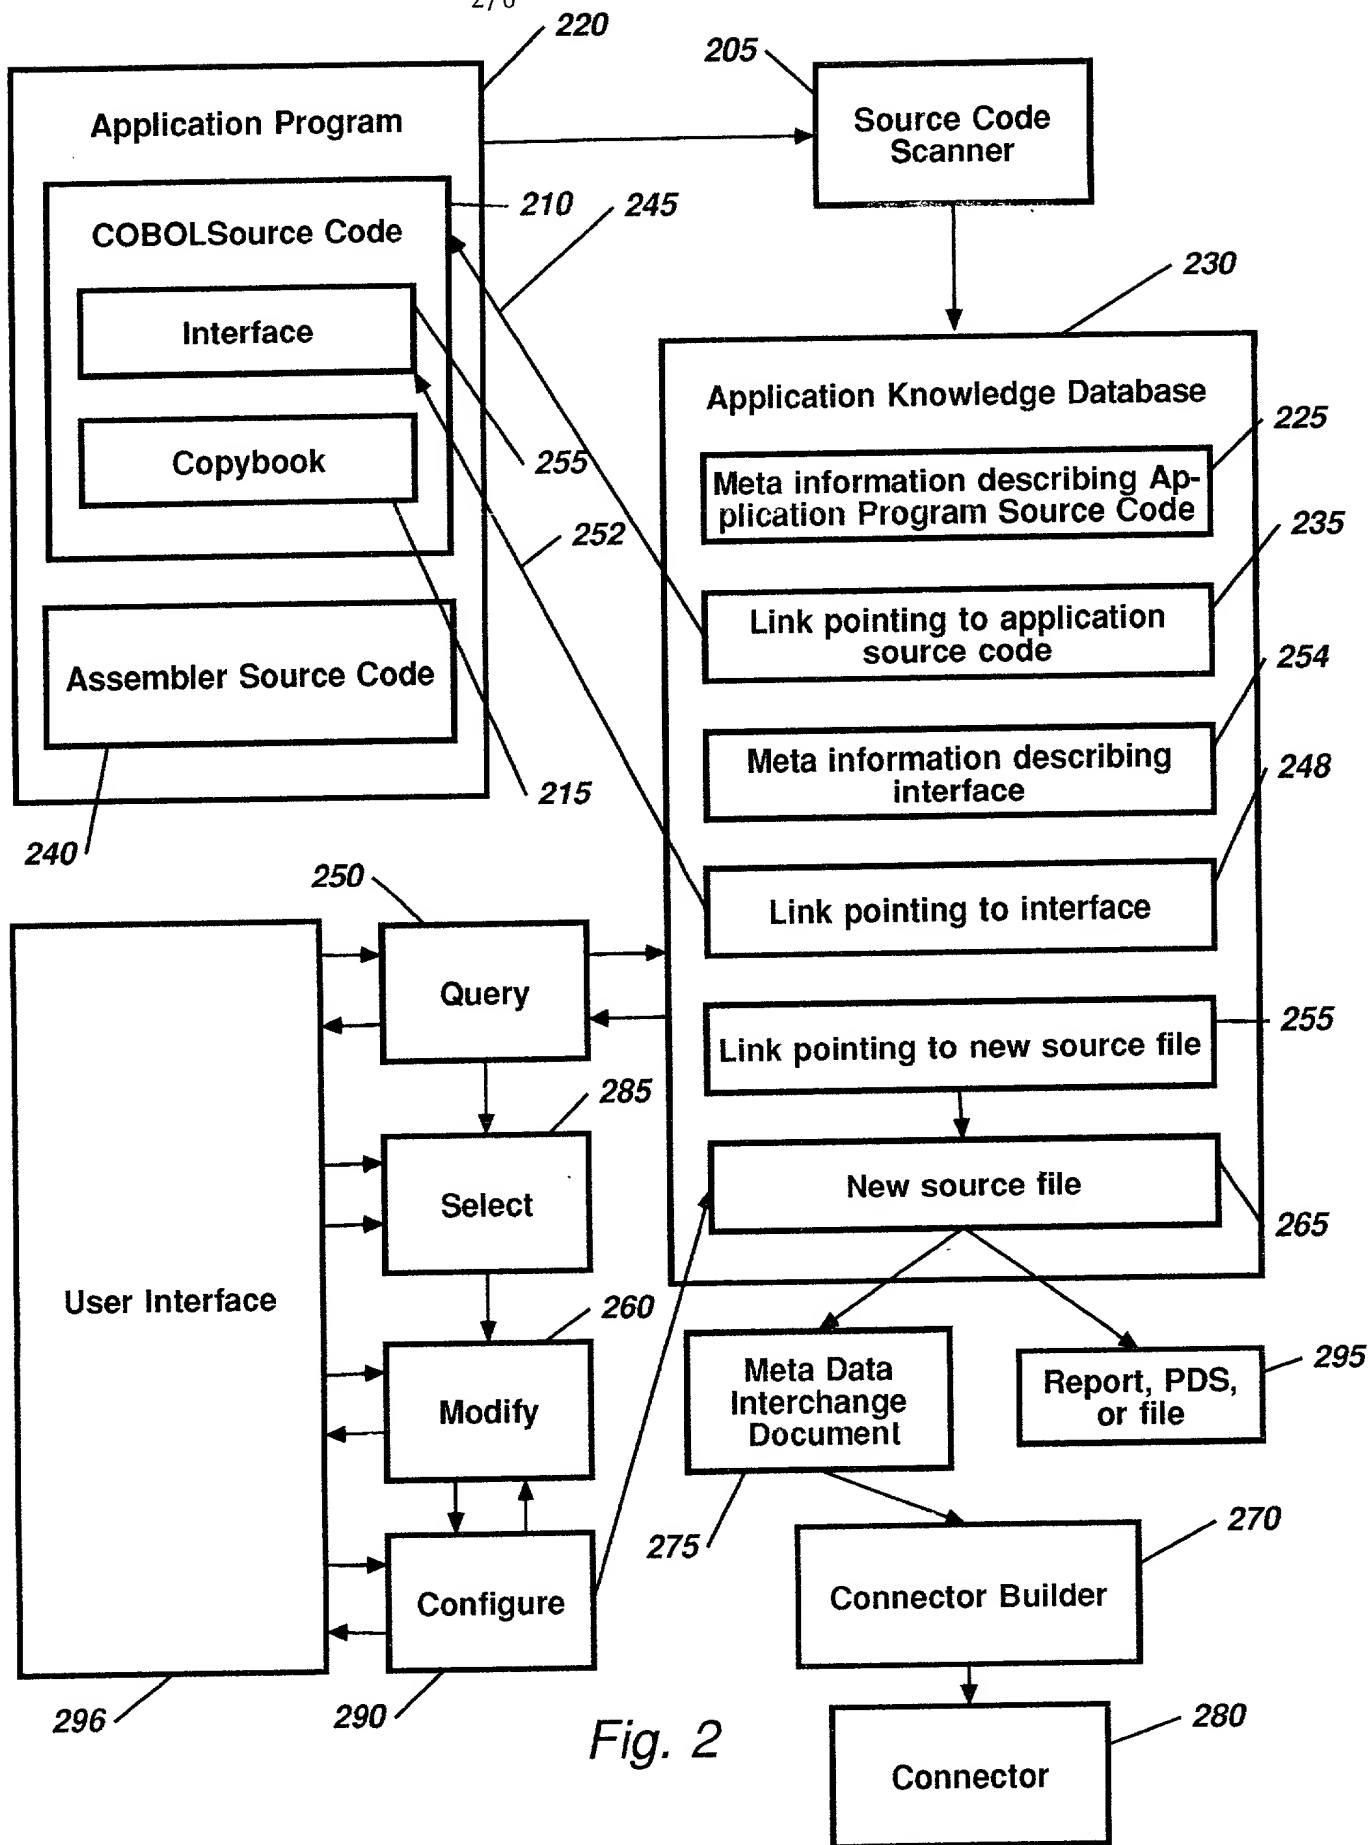 220
205
Application Program
Source Code
Scanner
210
245
COBOLSource Code
230
Interface
Application Knowledge Database
225
Copybook
255
Meta information describing Ap-
plication Program Source Code
252
235
Link pointing to application
source code
Assembler Source Code
254
Meta information describing
interface
248
215
240
250
Link pointing to interface
Query
255
Link pointing to new source file
285
New source file
Select
265
User Interface
260
Meta Data
Interchange
Document
295
Report, PDS,
or file
Modify
270
275
Connector Builder
Configure
296
290
Fig. 2
280
Connector